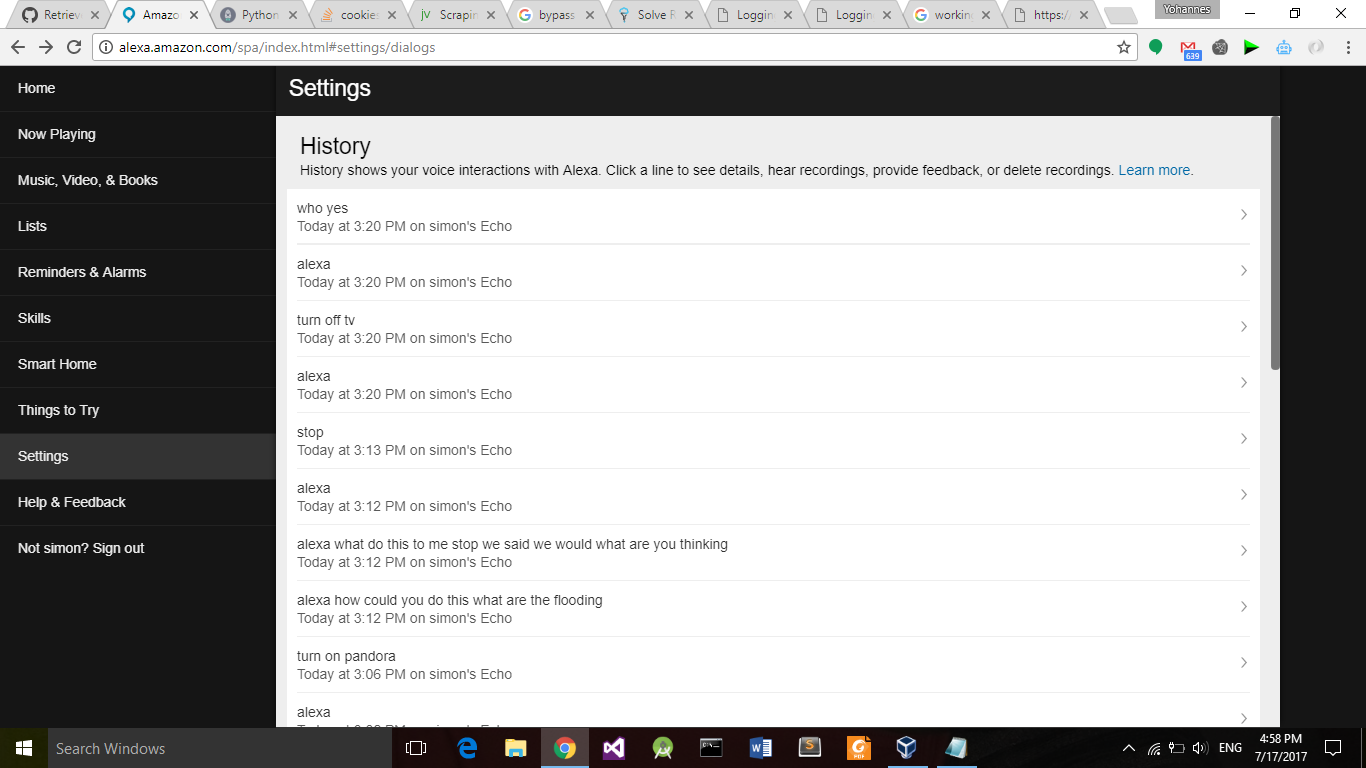 Retriev
Amazo
Python
cookies
jv Scrapin
bypass
Solve R
Loggin
Loggin
workin
https:/
Yohannes
alexa.amazon.com/spa/index.html#settings/dialogs
639
Home
Now Playing
Music, Video, & Books
Lists
Reminders & Alarms
Skills
Smart Home
Things to Try
Settings
Help & Feedback
Not simon? Sign out
Settings
History
History shows your voice interactions with Alexa. Click a line to see details, hear recordings, provide feedback, or delete recordings. Learn more.
who yes
Today at 3:20 PM on simon's Echo
alexa
Today at 3:20 PM on simon's Echo
turn off tv
Today at 3:20 PM on simon's Echo
alexa
Today at 3:20 PM on simon's Echo
stop
Today at 3:13 PM on simon's Echo
alexa
Today at 3:12 PM on simon's Echo
alexa what do this to me stop we said we would what are you thinking
Today at 3:12 PM on simon's Echo
alexa how could you do this what are the flooding
Today at 3:12 PM on simon's Echo
turn on pandora
Today at 3:06 PM on simon's Echo
alexa
Search Windows
ENG
4:58 PM
7/17/2017